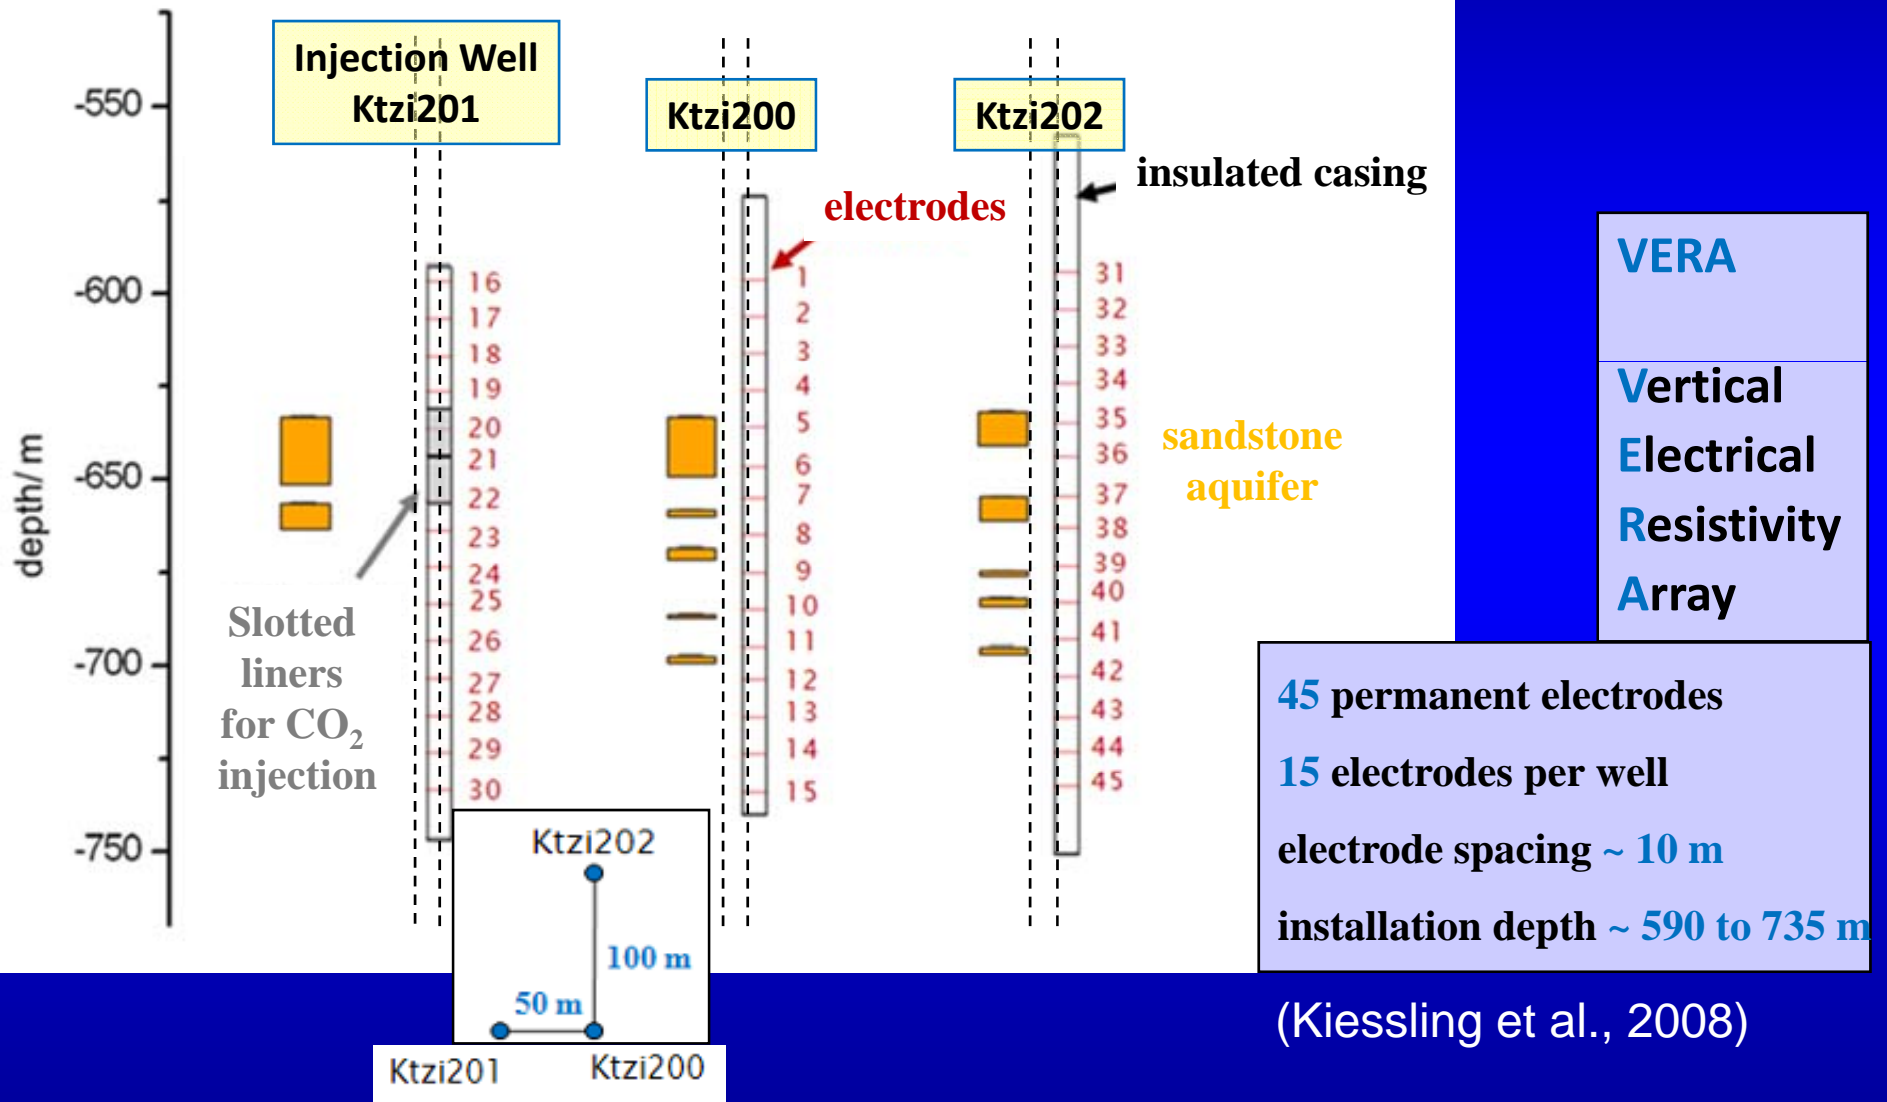 Injection Well
Ktzi201
Ktzi200
Ktzi202
insulated casing
electrodes
-550
-600
-650
-700
-750
depth/ m
16
17
18
19
20
21
22
23
24
25
26
27
28
29
30
1
2
3
4
5
6
7
8
9
10
11
12
13
14
15
31
32
33
34
35
36
37
38
39
40
41
42
43
44
45
sandstone
aquifer
Slotted
liners
for CO₂
injection
VERA
Vertical
Electrical
Resistivity
Array
45 permanent electrodes
15 electrodes per well
electrode spacing ~ 10 m
installation depth ~ 590 to 735 m
Ktzi202
100 m
50 m
Ktzi201
Ktzi200
(Kiessling et al., 2008)